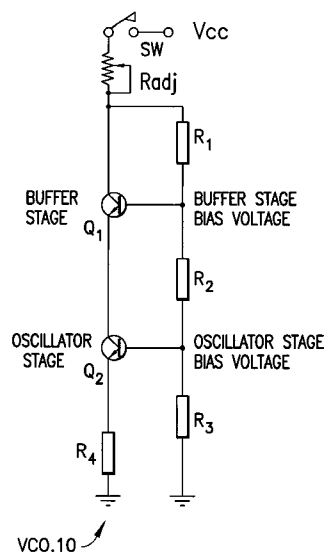 SW
Vcc
Radj
R1
BUFFER
STAGE
Q1
BUFFER STAGE
BIAS VOLTAGE
R2
OSCILLATOR
STAGE
Q2
OSCILLATOR STAGE
BIAS VOLTAGE
R3
R4
VCO.10